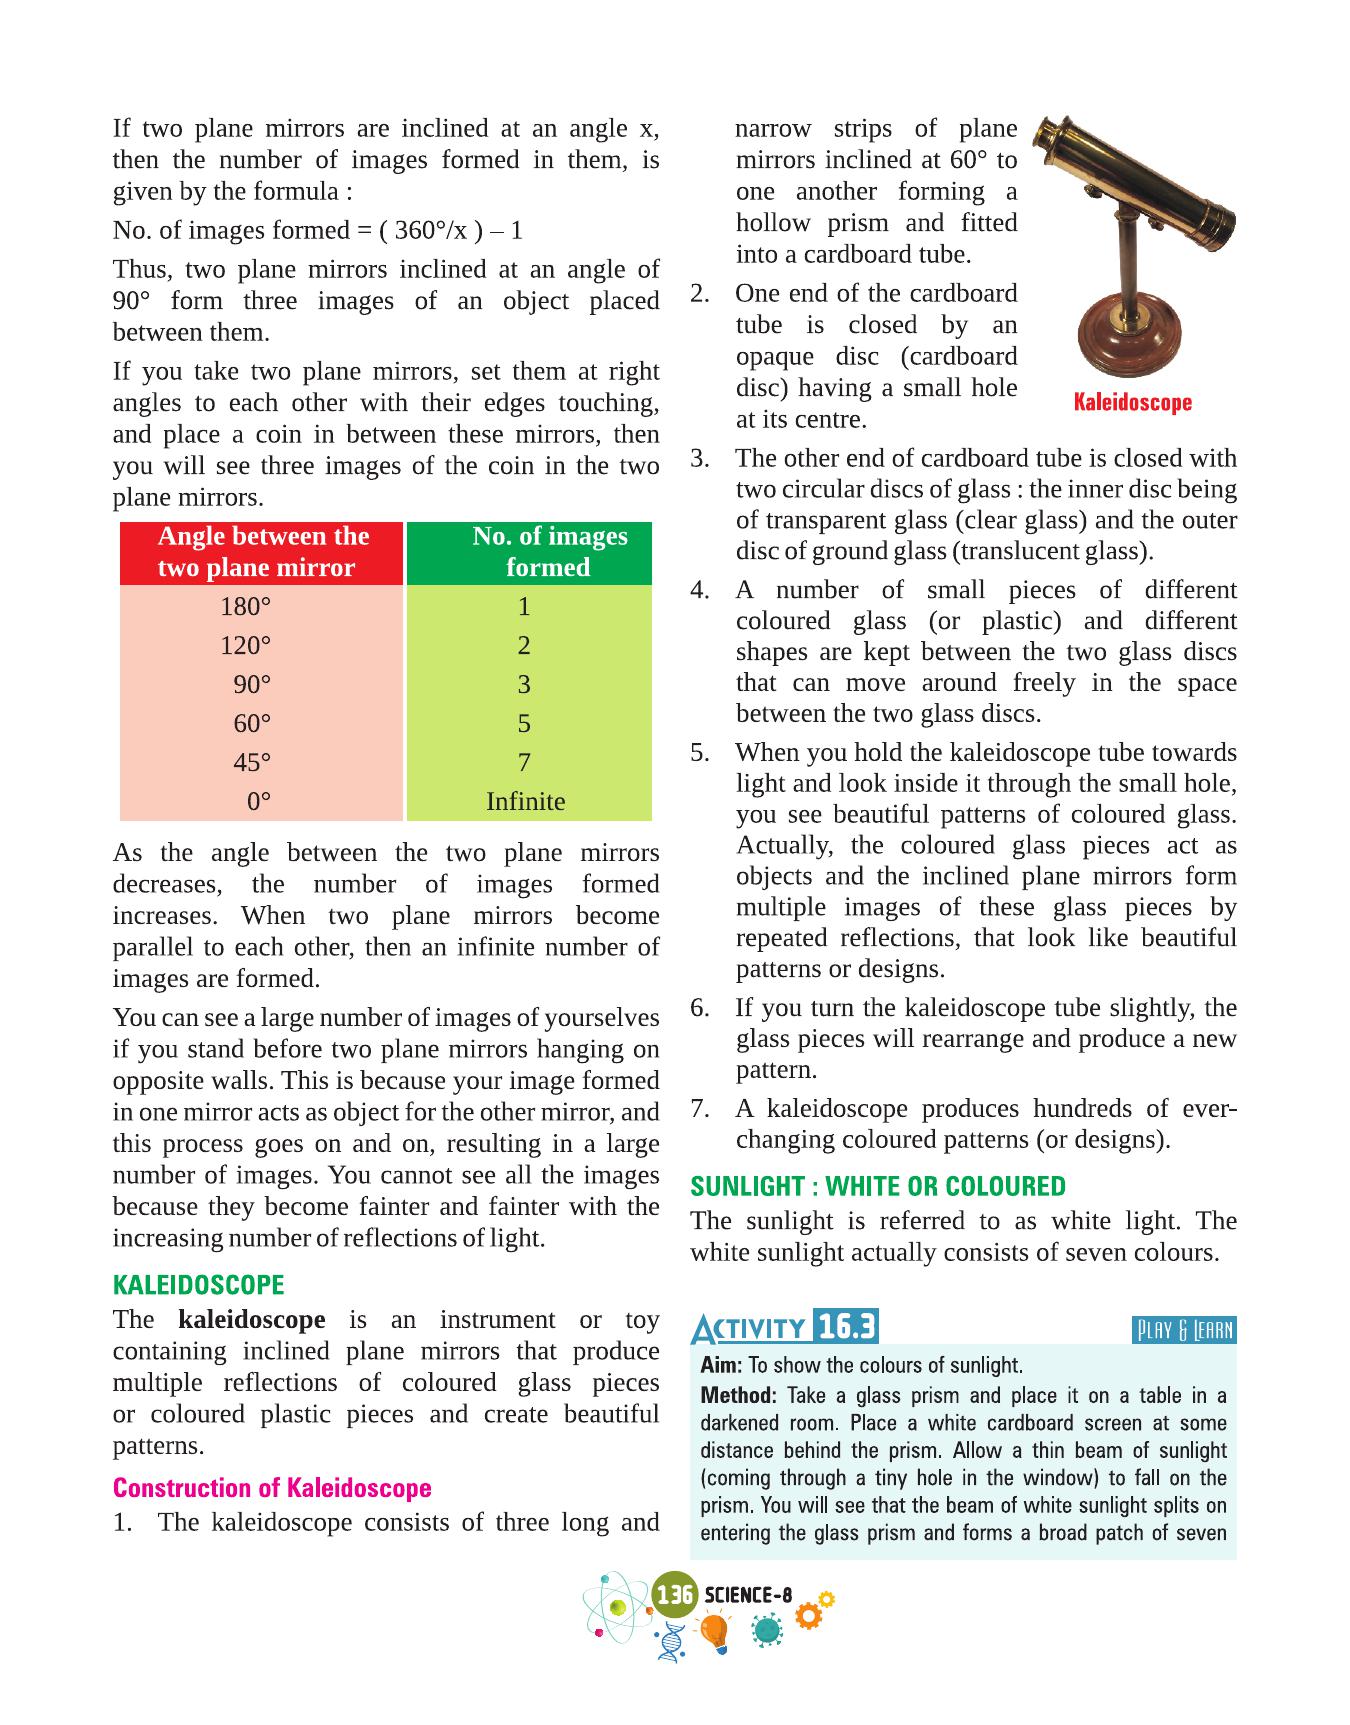 If two plane mirrors are inclined at an angle x,
then the number of images formed in them, is
given by the formula :
No. of images formed = ( 360°/x ) – 1
Thus, two plane mirrors inclined at an angle of
90° form three images of an object placed
between them.
If you take two plane mirrors, set them at right
angles to each other with their edges touching,
and place a coin in between these mirrors, then
you will see three images of the coin in the two
plane mirrors.
Angle between the
two plane mirror
No. of images
formed
180° 1
120° 2
90° 3
60° 5
45° 7
0° Infinite
As the angle between the two plane mirrors
decreases, the number of images formed
increases. When two plane mirrors become
parallel to each other, then an infinite number of
images are formed.
You can see a large number of images of yourselves
if you stand before two plane mirrors hanging on
opposite walls. This is because your image formed
in one mirror acts as object for the other mirror, and
this process goes on and on, resulting in a large
number of images. You cannot see all the images
because they become fainter and fainter with the
increasing number of reflections of light.
KALEIDOSCOPE
The kaleidoscope is an instrument or toy
containing inclined plane mirrors that produce
multiple reflections of coloured glass pieces
or coloured plastic pieces and create beautiful
patterns.
Construction of Kaleidoscope
1. The kaleidoscope consists of three long and
narrow strips of plane
mirrors inclined at 60° to
one another forming a
hollow prism and fitted
into a cardboard tube.
2. One end of the cardboard
tube is closed by an
opaque disc (cardboard
disc) having a small hole
at its centre.
Kaleidoscope
3. The other end of cardboard tube is closed with
two circular discs of glass : the inner disc being
of transparent glass (clear glass) and the outer
disc of ground glass (translucent glass).
4. A number of small pieces of different
coloured glass (or plastic) and different
shapes are kept between the two glass discs
that can move around freely in the space
between the two glass discs.
5. When you hold the kaleidoscope tube towards
light and look inside it through the small hole,
you see beautiful patterns of coloured glass.
Actually, the coloured glass pieces act as
objects and the inclined plane mirrors form
multiple images of these glass pieces by
repeated reflections, that look like beautiful
patterns or designs.
6. If you turn the kaleidoscope tube slightly, the
glass pieces will rearrange and produce a new
pattern.
7. A kaleidoscope produces hundreds of ever-
changing coloured patterns (or designs).
SUNLIGHT : WHITE OR COLOURED
The sunlight is referred to as white light. The
white sunlight actually consists of seven colours.
ACTIVITY 16.3
PLAY & LEARN
Aim: To show the colours of sunlight.
Method: Take a glass prism and place it on a table in a
darkened room. Place a white cardboard screen at some
distance behind the prism. Allow a thin beam of sunlight
(coming through a tiny hole in the window) to fall on the
prism. You will see that the beam of white sunlight splits on
entering the glass prism and forms a broad patch of seven
136 SCIENCE-8